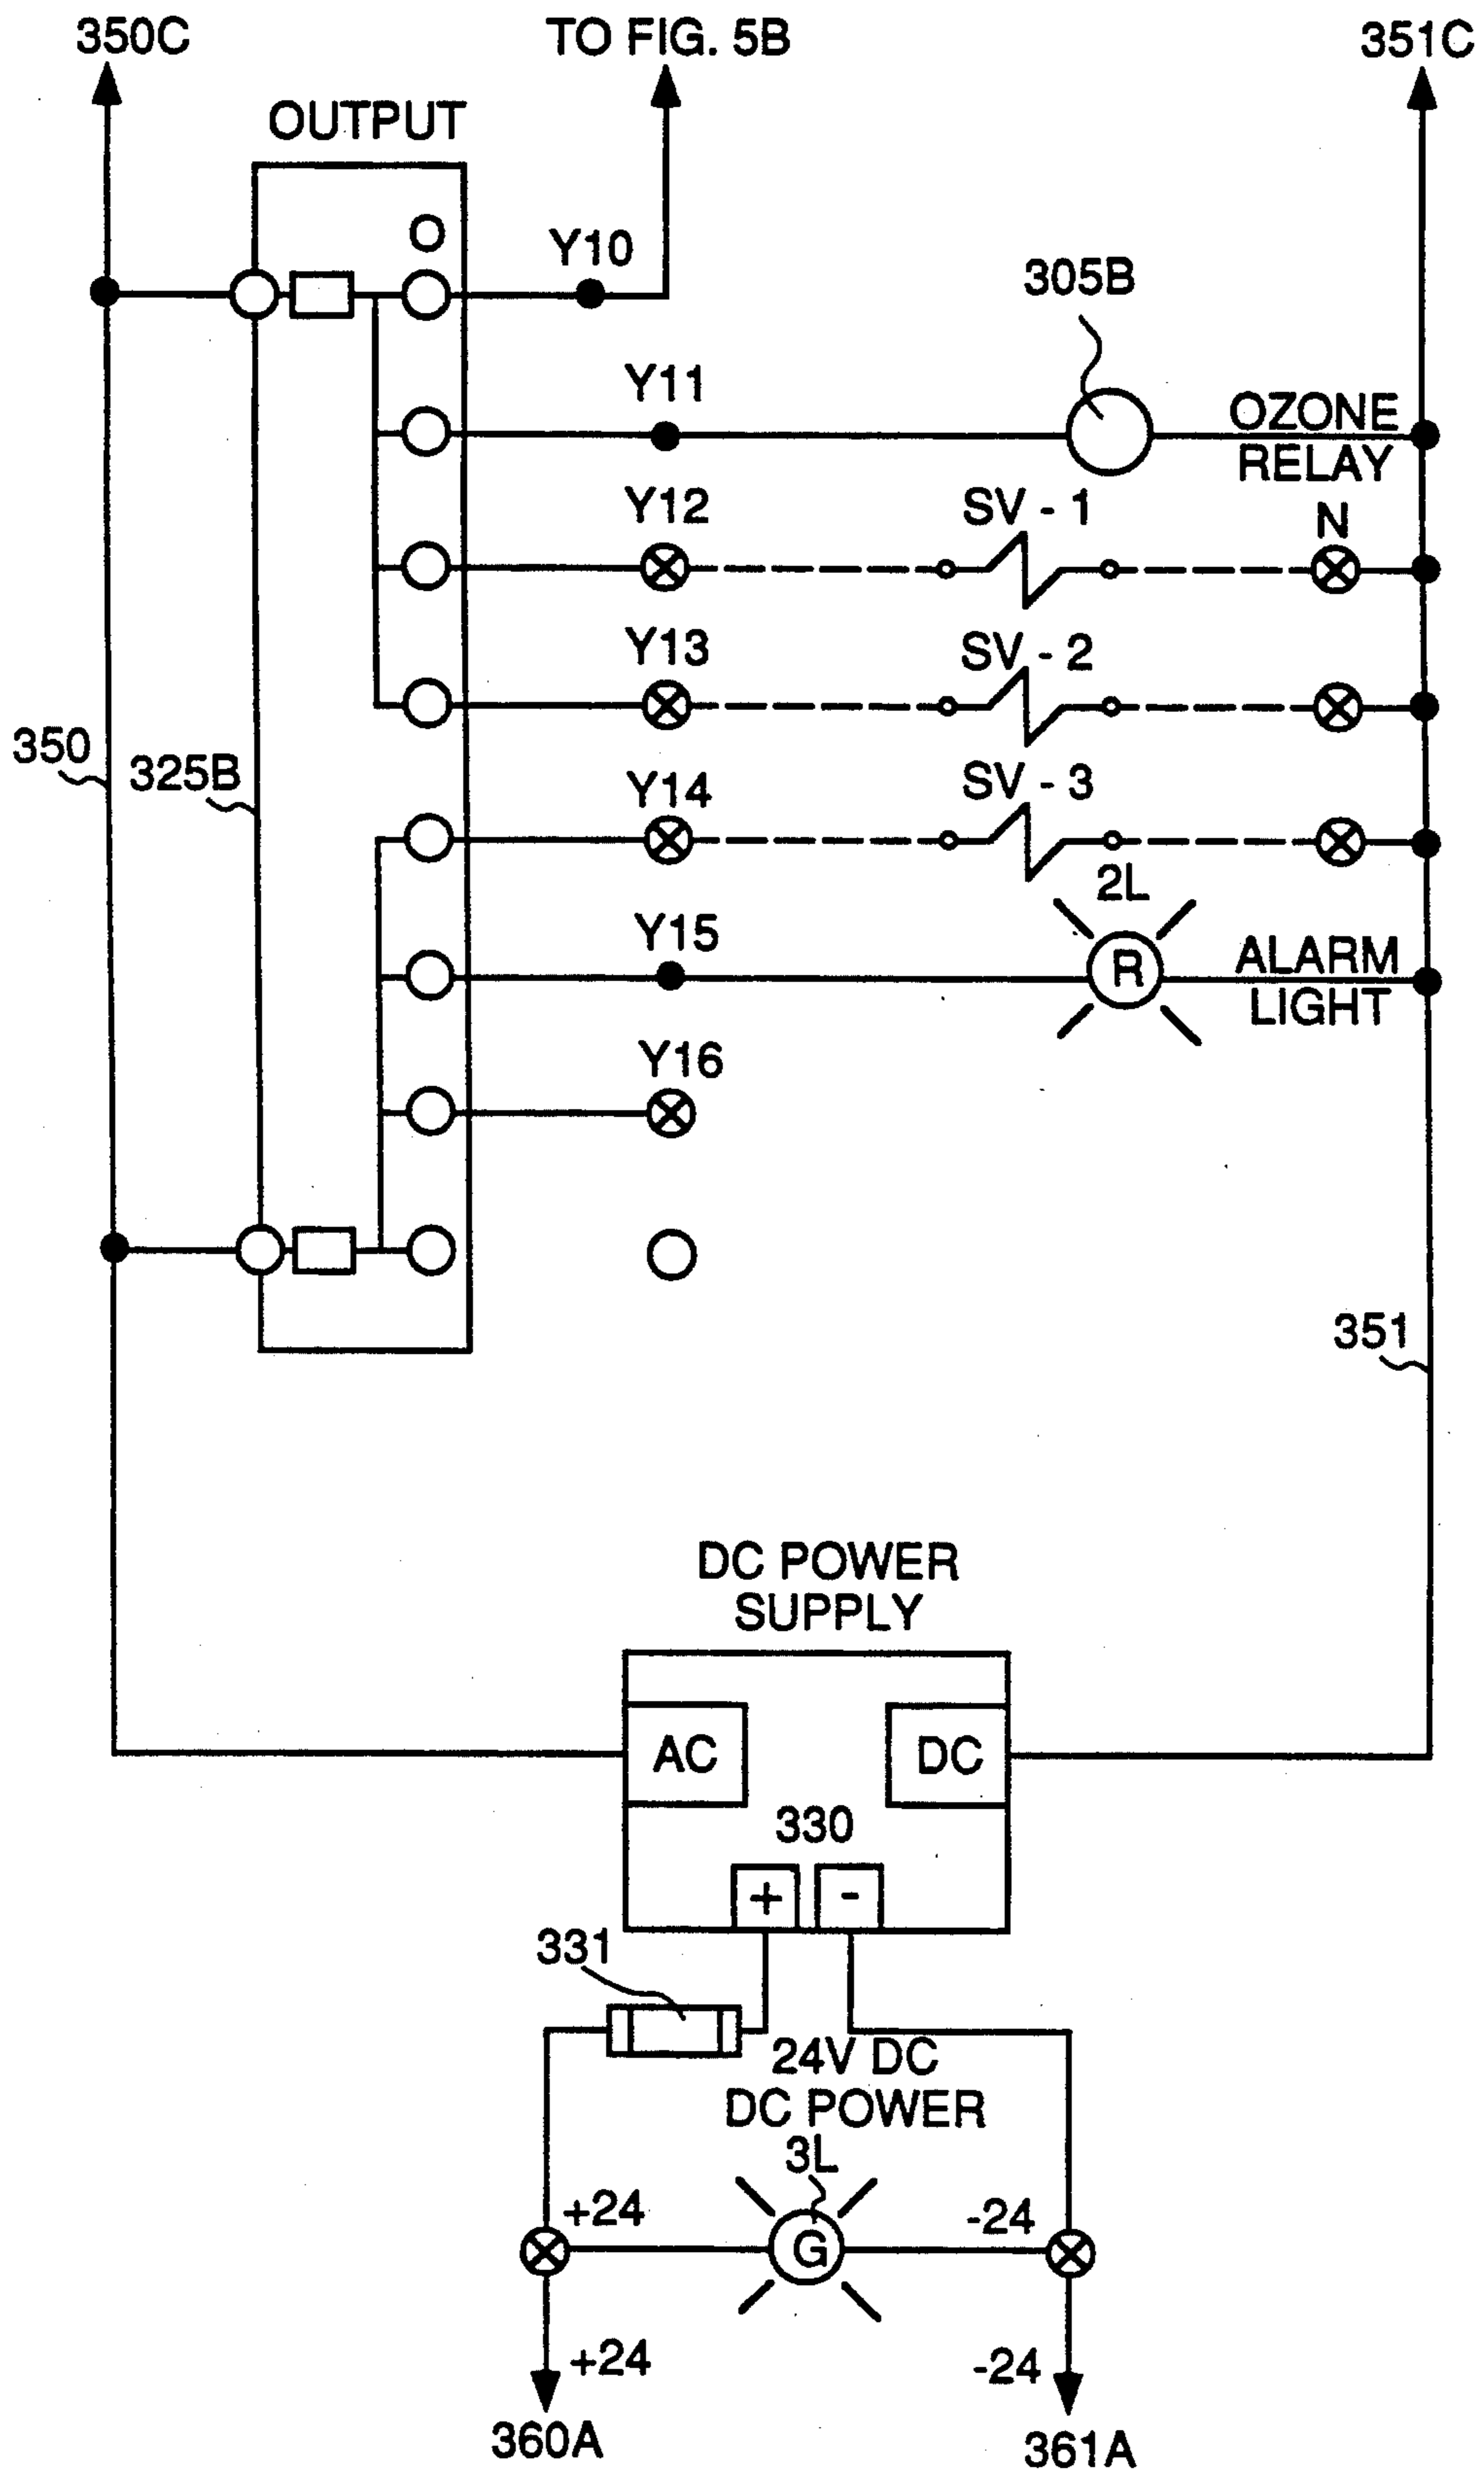 350C
TO FIG. 5B
351C
OUTPUT
O
Y10
305B
Y11
OZONE
RELAY
Y12
SV - 1
N
Y13
SV - 2
350
325B
Y14
SV - 3
2L
Y15
R
ALARM
LIGHT
Y16
351
DC POWER
SUPPLY
AC
DC
330
+
-
331
24V DC
DC POWER
3L
+24
-24
G
+24
-24
360A
361A